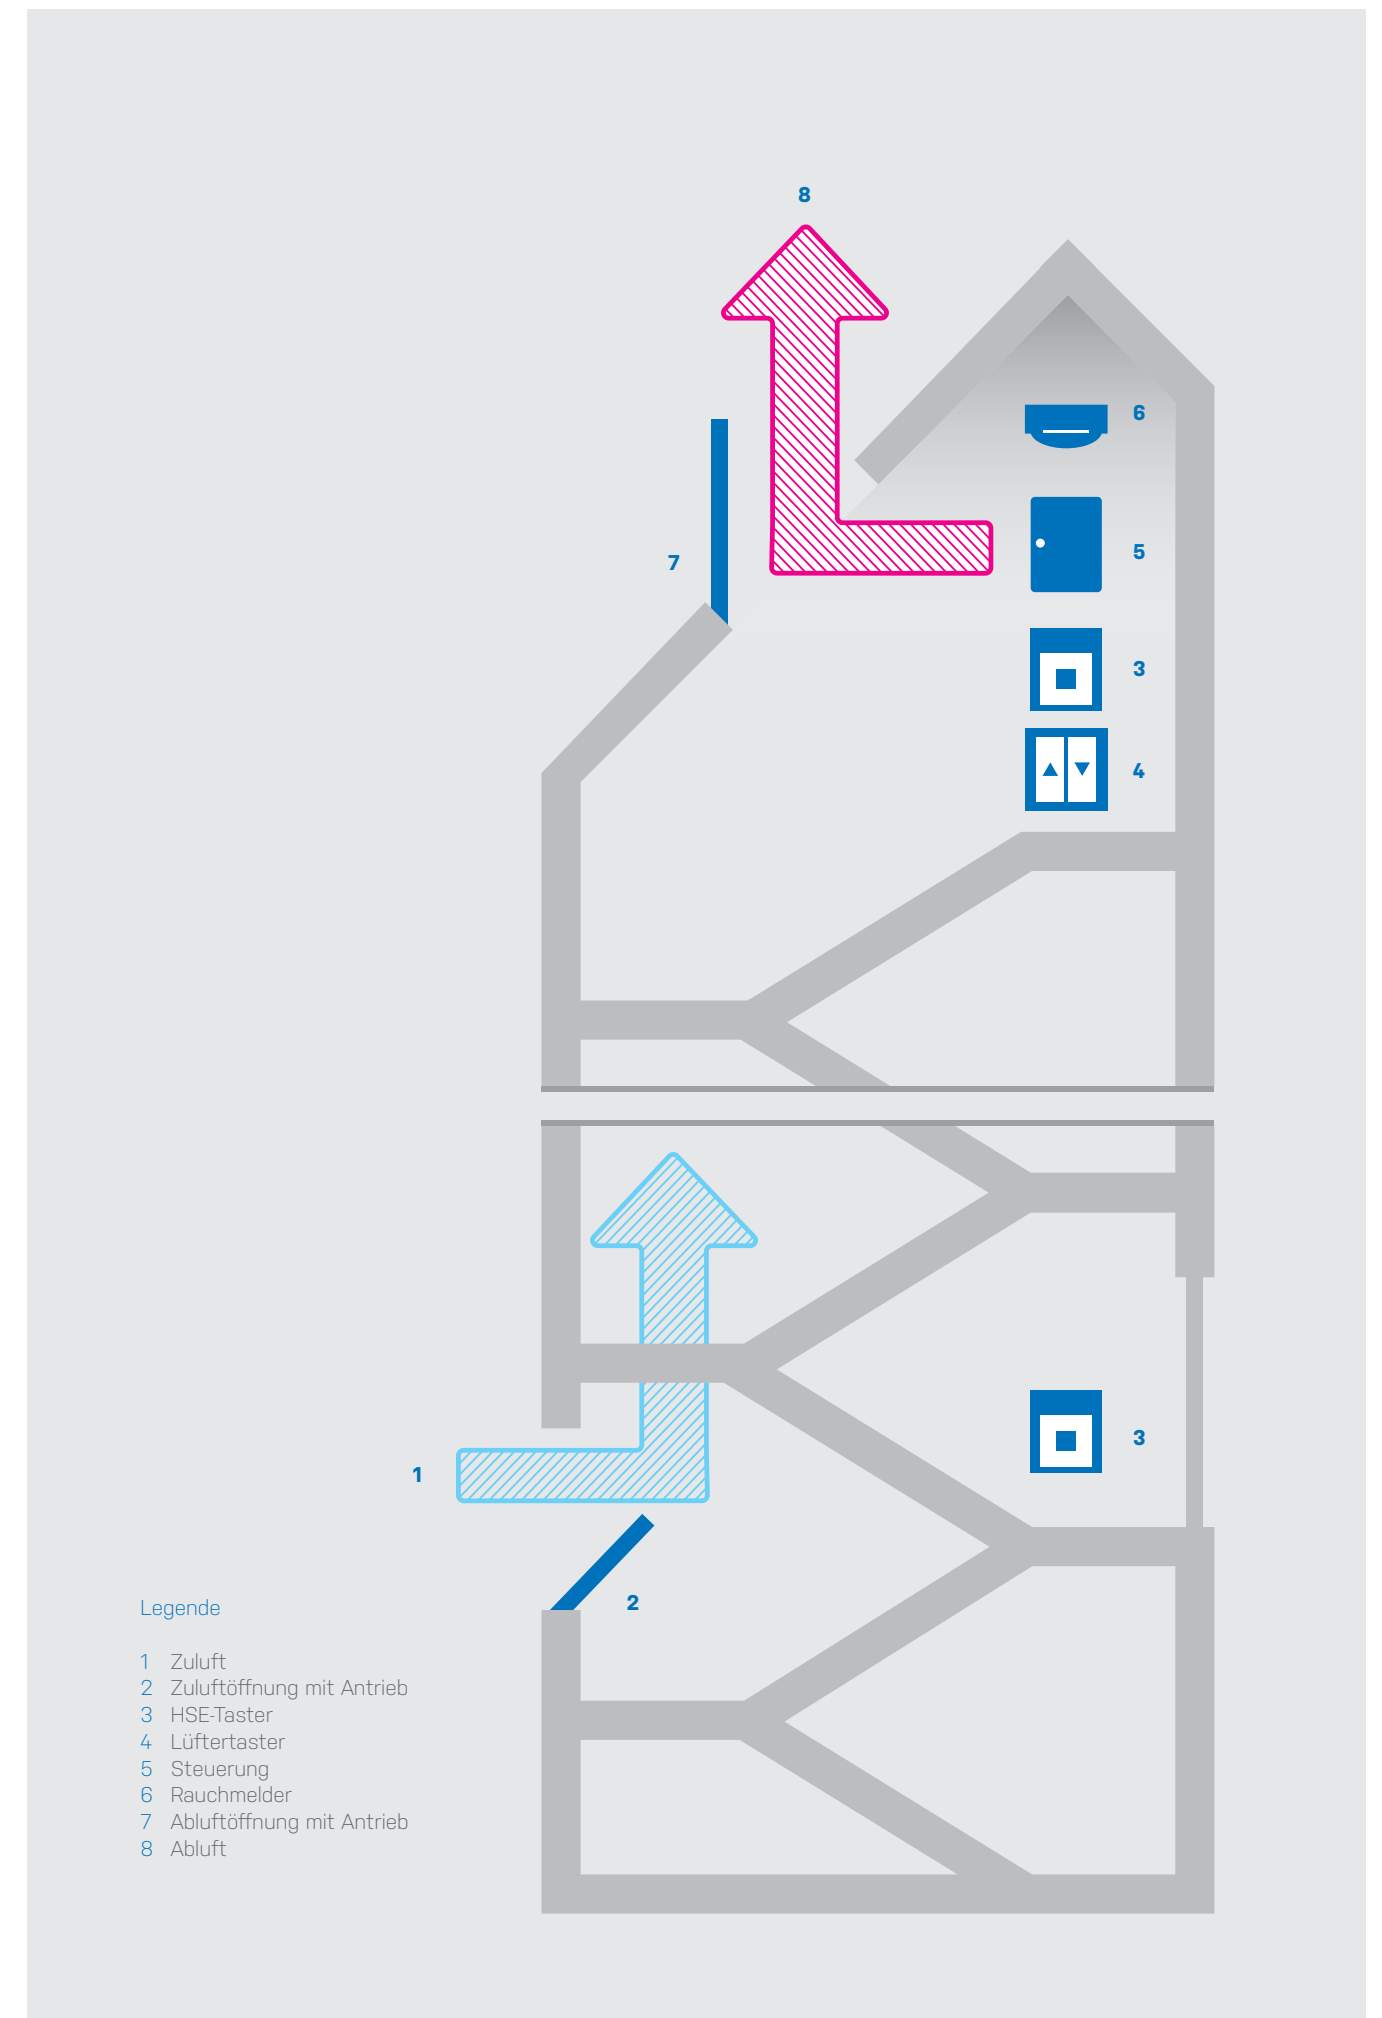 8
6
7
5
3
4
3
1
2
Legende
1 Zuluft
2 Zuluftöffnung mit Antrieb
3 HSE-Taster
4 Lüftertaster
5 Steuerung
6 Rauchmelder
7 Abluftöffnung mit Antrieb
8 Abluft